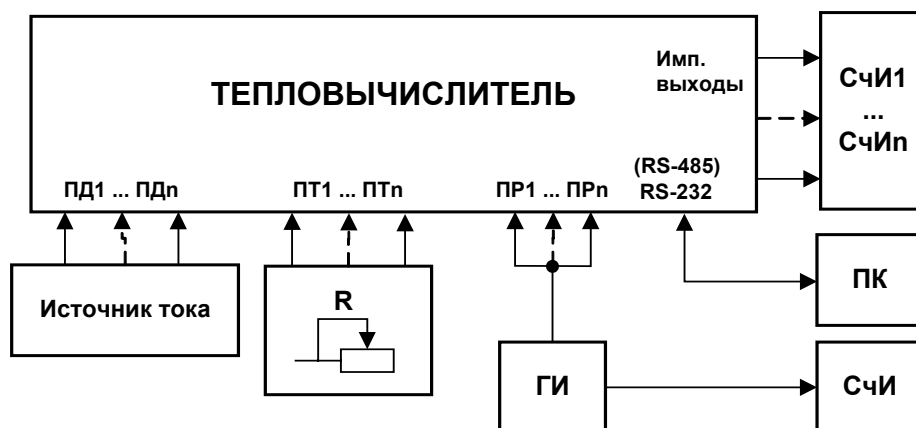 Имп.
выходы
ТЕПЛОВЫЧИСЛИТЕЛЬ
СчИ1
...
СчИn
(RS-485)
ПД1 ... ПДn ПТ1 ... ПТn ПР1 ... ПРn RS-232
Источник тока
R
ПК
ГИ
СчИ